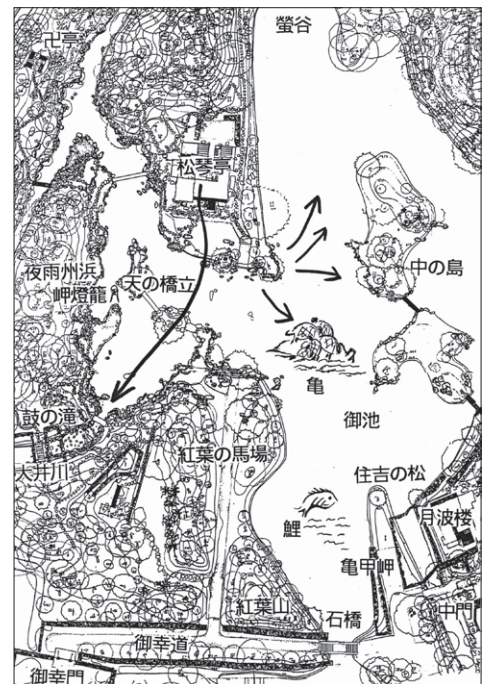 螢谷
卍亭
松琴亭
中の島
夜雨州浜
岬燈籠
天の橋立
亀
御池
鼓の滝
紅葉の馬場
大井川
住吉の松
月波楼
鯉
亀甲岬
紅葉山
石橋
中門
御幸道
御幸門